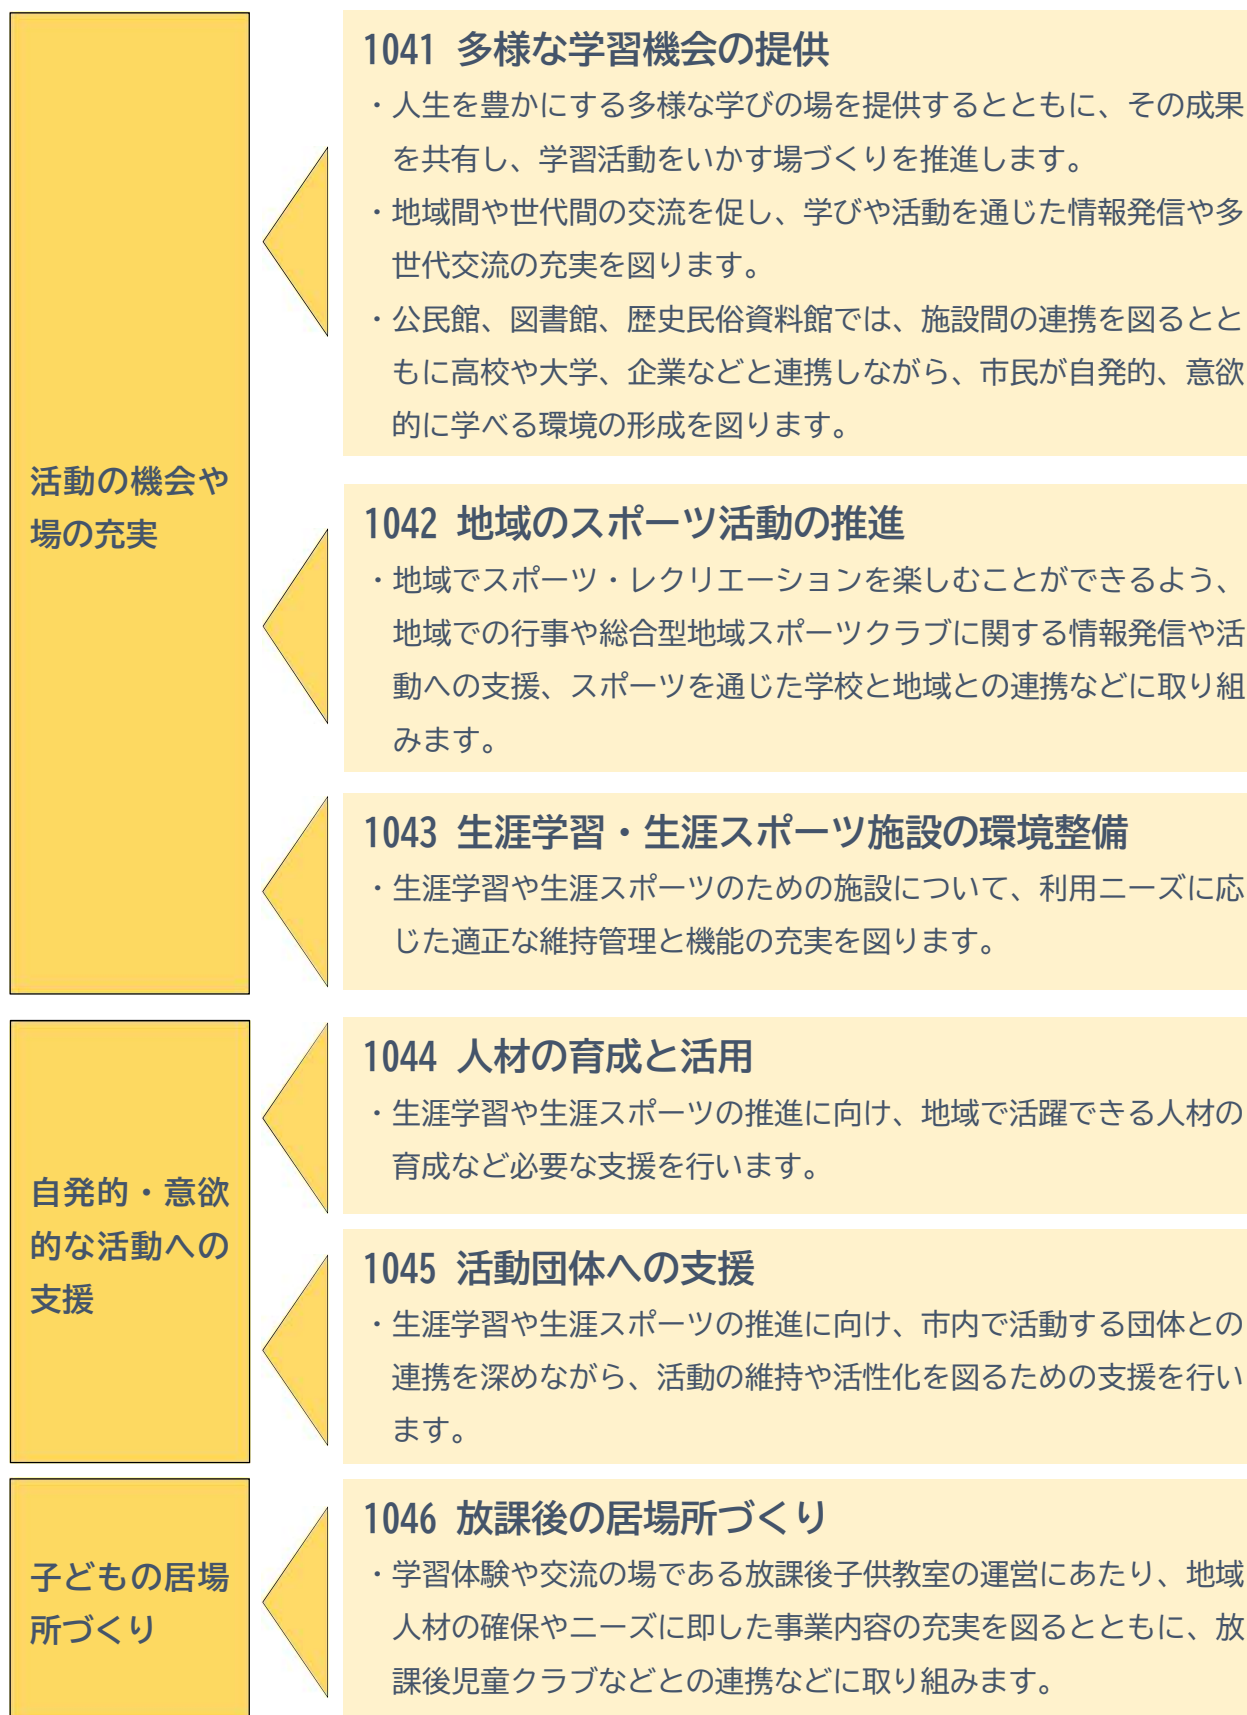 活動の機会や
場の充実
1041 多様な学習機会の提供
・人生を豊かにする多様な学びの場を提供するとともに、その成果
を共有し、学習活動をいかす場づくりを推進します。
・地域間や世代間の交流を促し、学びや活動を通じた情報発信や多
世代交流の充実を図ります。
・公民館、図書館、歴史民俗資料館では、施設間の連携を図るとと
もに高校や大学、企業などと連携しながら、市民が自発的、意欲
的に学べる環境の形成を図ります。
1042 地域のスポーツ活動の推進
・地域でスポーツ・レクリエーションを楽しむことができるよう、
地域での行事や総合型地域スポーツクラブに関する情報発信や活
動への支援、スポーツを通じた学校と地域との連携などに取り組
みます。
1043 生涯学習・生涯スポーツ施設の環境整備
・生涯学習や生涯スポーツのための施設について、利用ニーズに応
じた適正な維持管理と機能の充実を図ります。
自発的・意欲
的な活動への
支援
1044 人材の育成と活用
・生涯学習や生涯スポーツの推進に向け、地域で活躍できる人材の
育成など必要な支援を行います。
1045 活動団体への支援
・生涯学習や生涯スポーツの推進に向け、市内で活動する団体との
連携を深めながら、活動の維持や活性化を図るための支援を行い
ます。
子どもの居場
所づくり
1046 放課後の居場所づくり
・学習体験や交流の場である放課後子供教室の運営にあたり、地域
人材の確保やニーズに即した事業内容の充実を図るとともに、放
課後児童クラブなどとの連携などに取り組みます。